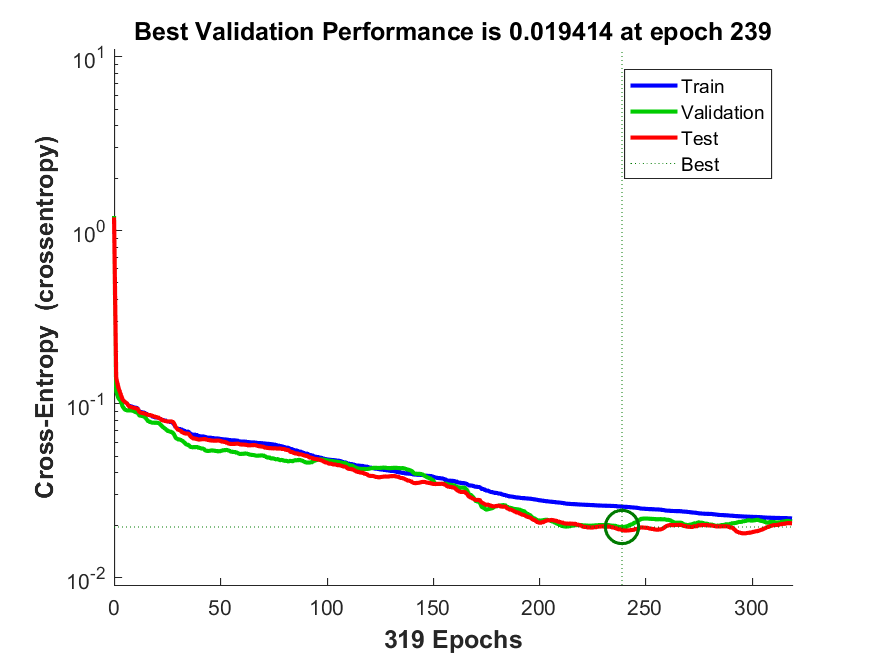 Best Validation Performance is 0.019414 at epoch 239
Cross-Entropy (crossentropy)
10^1
10^0
10^-1
10^-2
Train
Validation
Test
Best
0 50 100 150 200 250 300
319 Epochs